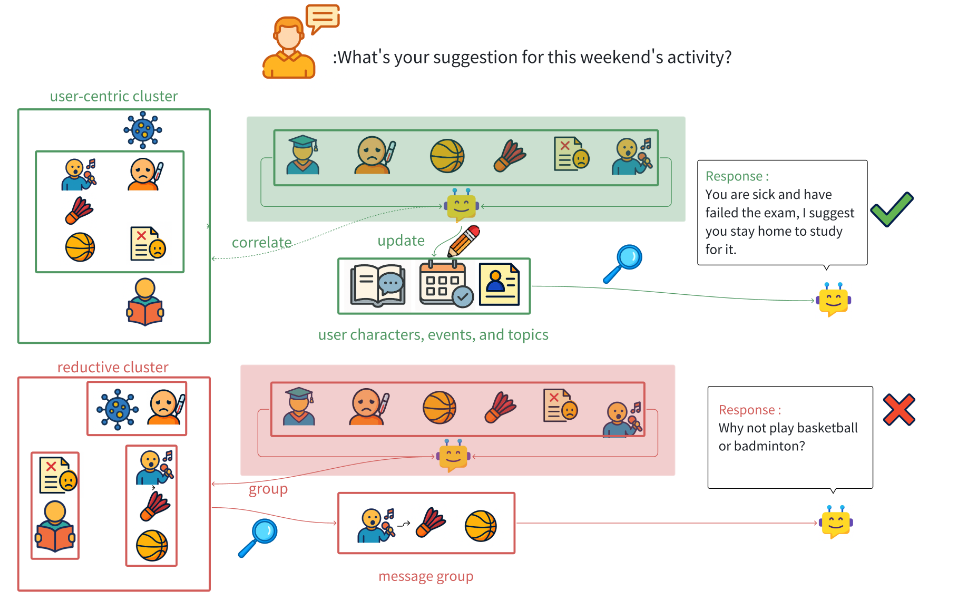 :What's your suggestion for this weekend's activity?
user-centric cluster
correlate
update
user characters, events, and topics
Response :
You are sick and have
failed the exam, I suggest
you stay home to study
for it.
reductive cluster
group
message group
Response :
Why not play basketball
or badminton?